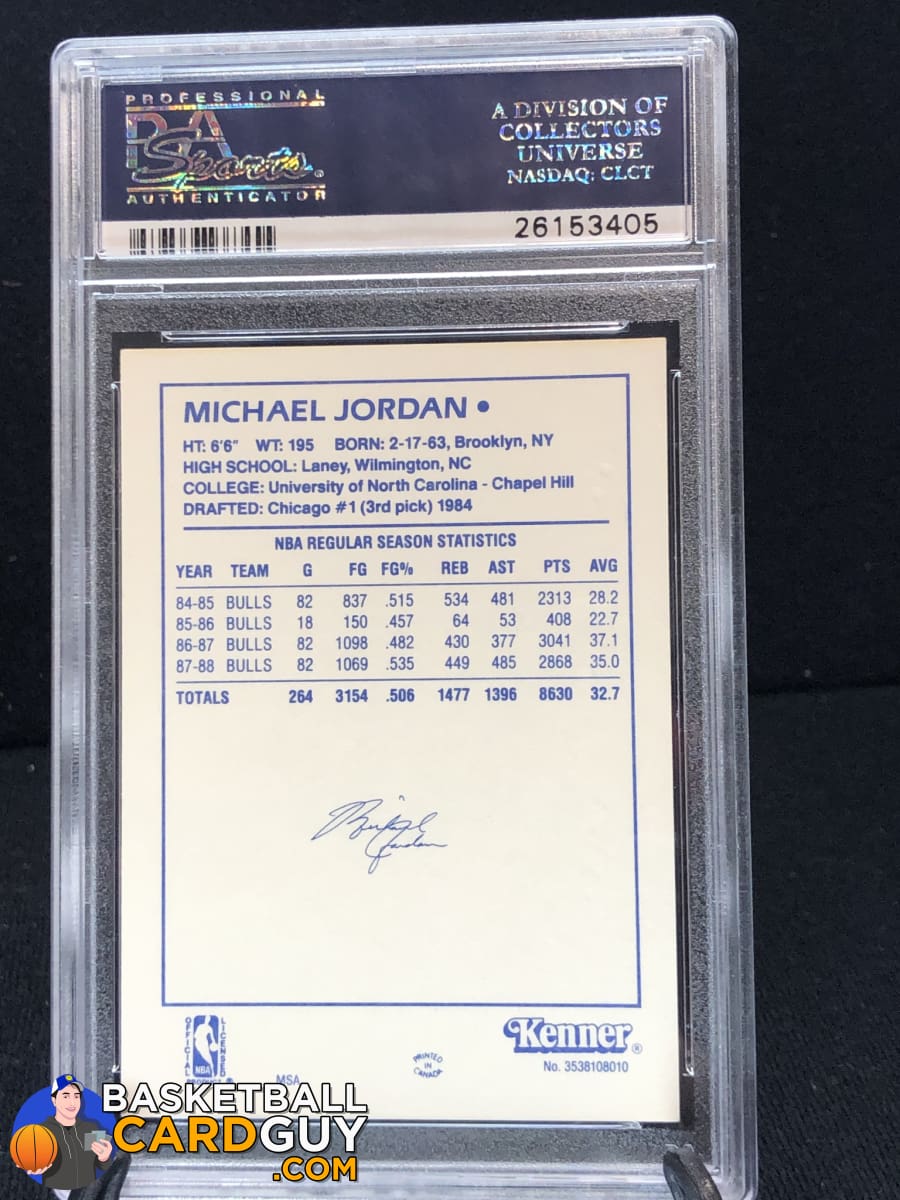 PROFESSIONAL
PSA
Sports®
AUTHENTICATOR
A DIVISION OF
COLLECTORS
UNIVERSE
NASDAQ: CLCT
26153405
MICHAEL JORDAN •
HT: 6'6" WT: 195 BORN: 2-17-63, Brooklyn, NY
HIGH SCHOOL: Laney, Wilmington, NC
COLLEGE: University of North Carolina - Chapel Hill
DRAFTED: Chicago #1 (3rd pick) 1984
NBA REGULAR SEASON STATISTICS
YEAR TEAM G FG FG% REB AST PTS AVG
84-85 BULLS 82 837 .515 534 481 2313 28.2
85-86 BULLS 18 150 .457 64 53 408 22.7
86-87 BULLS 82 1098 .482 430 377 3041 37.1
87-88 BULLS 82 1069 .535 449 485 2868 35.0
TOTALS 264 3154 .506 1477 1396 8630 32.7
Michael
Jordan
OFFICIAL
LICENSED
NBA
PRODUCT ®
MSA
PRINTED
IN
CANADA
Kenner®
No. 3538108010
BASKETBALL
CARDGUY
.COM